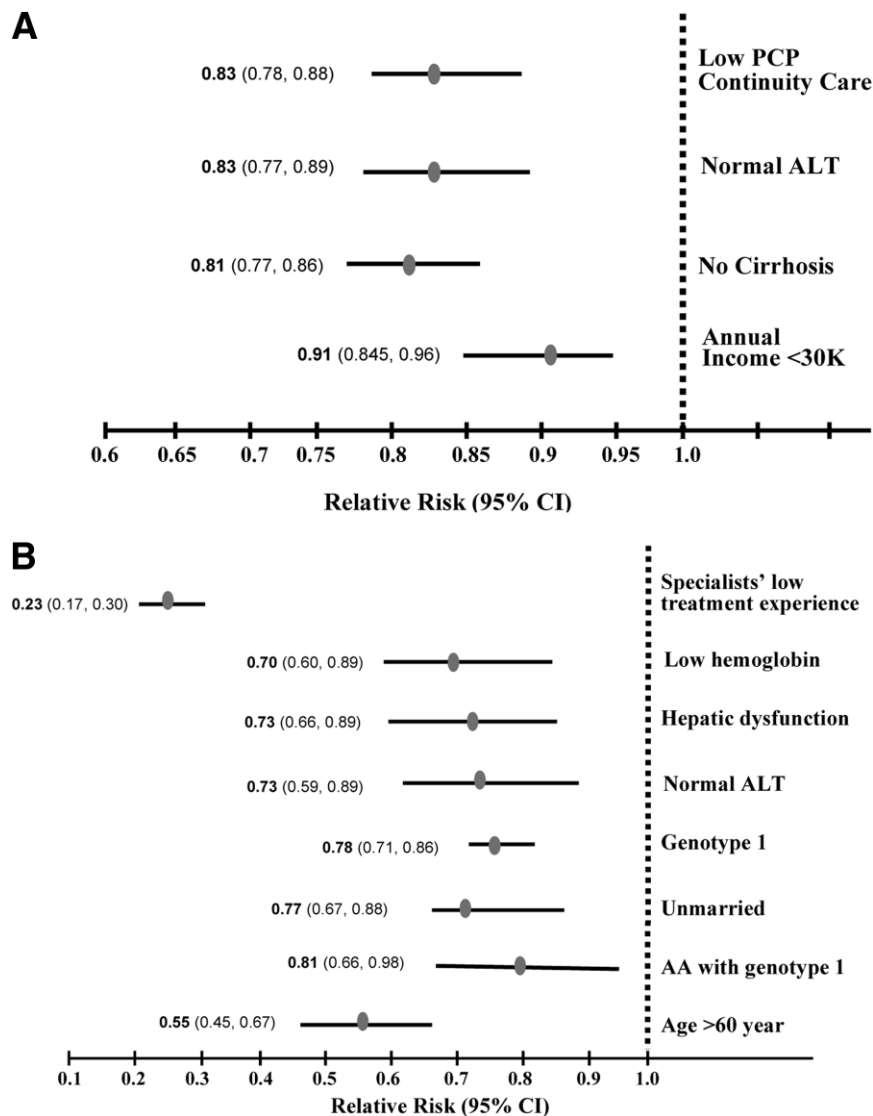 A
0.83 (0.78, 0.88)
Low PCP
Continuity Care
0.83 (0.77, 0.89)
Normal ALT
0.81 (0.77, 0.86)
No Cirrhosis
0.91 (0.845, 0.96)
Annual
Income <30K
0.6 0.65 0.7 0.75 0.8 0.85 0.9 0.95 1.0
Relative Risk (95% CI)
B
0.23 (0.17, 0.30)
Specialists' low
treatment experience
0.70 (0.60, 0.89)
Low hemoglobin
0.73 (0.66, 0.89)
Hepatic dysfunction
0.73 (0.59, 0.89)
Normal ALT
0.78 (0.71, 0.86)
Genotype 1
0.77 (0.67, 0.88)
Unmarried
0.81 (0.66, 0.98)
AA with genotype 1
0.55 (0.45, 0.67)
Age >60 year
0.1 0.2 0.3 0.4 0.5 0.6 0.7 0.8 0.9 1.0
Relative Risk (95% CI)